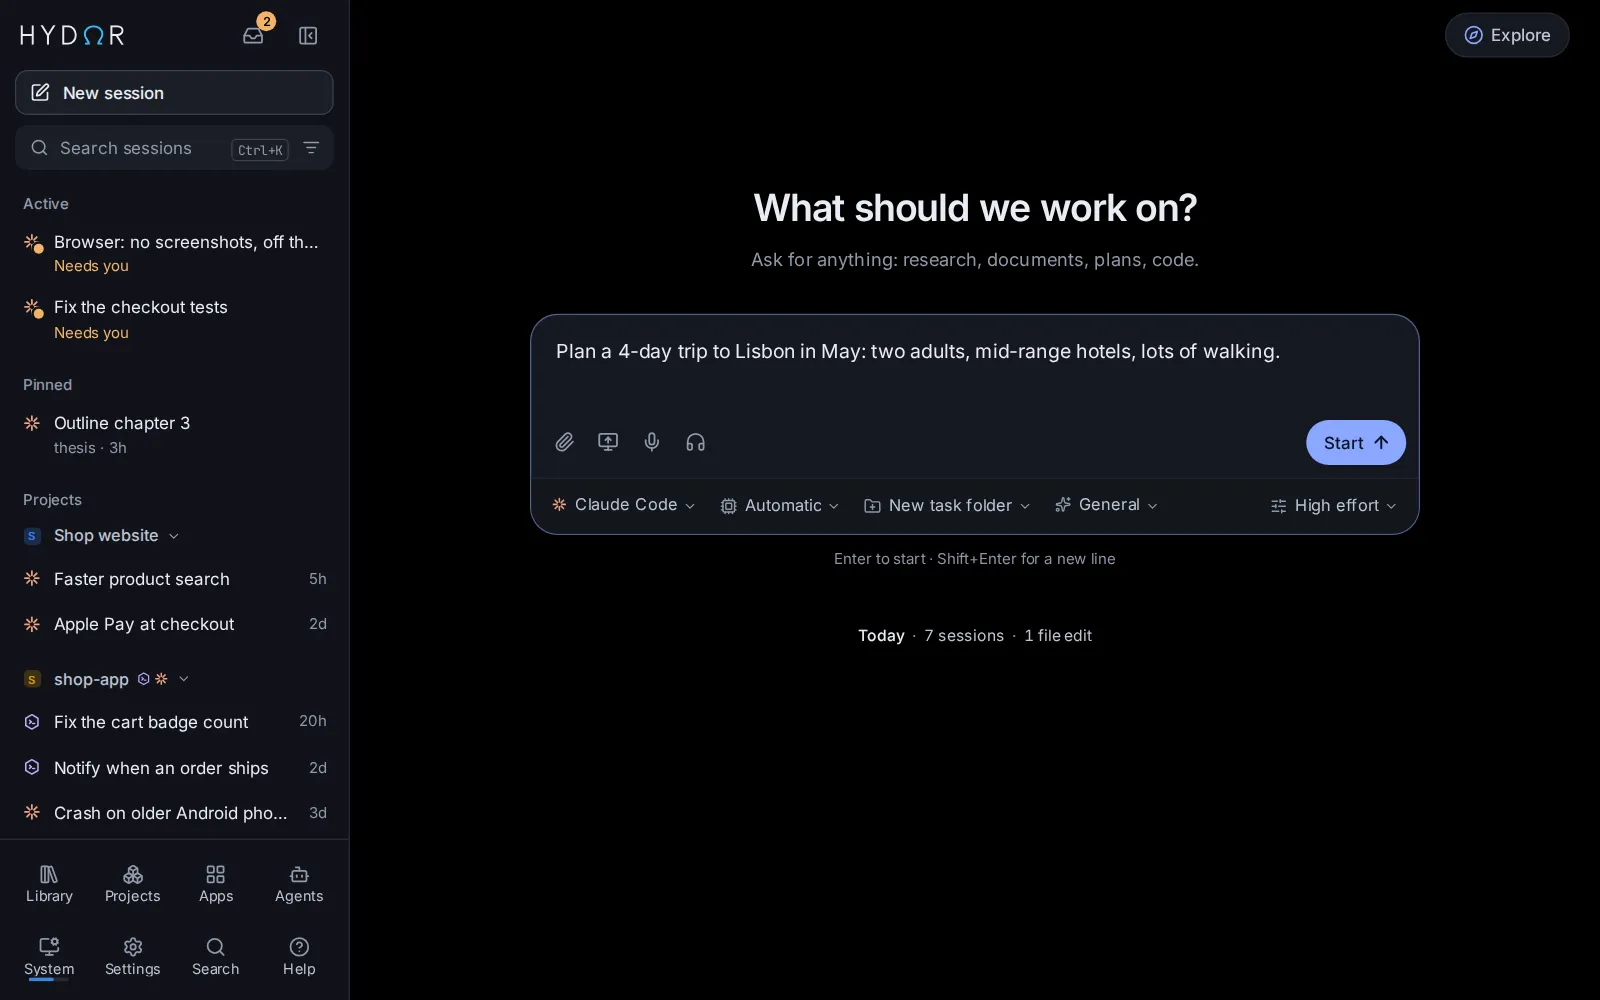 HYDΩR
2
New session
Search sessions Ctrl+K
Active
Browser: no screenshots, off th...
Needs you
Fix the checkout tests
Needs you
Pinned
Outline chapter 3
thesis · 3h
Projects
S Shop website
Faster product search 5h
Apple Pay at checkout 2d
S shop-app
Fix the cart badge count 20h
Notify when an order ships 2d
Crash on older Android pho... 3d
Library Projects Apps Agents
System Settings Search Help
Explore
What should we work on?
Ask for anything: research, documents, plans, code.
Plan a 4-day trip to Lisbon in May: two adults, mid-range hotels, lots of walking.
Start
Claude Code Automatic New task folder General High effort
Enter to start · Shift+Enter for a new line
Today · 7 sessions · 1 file edit